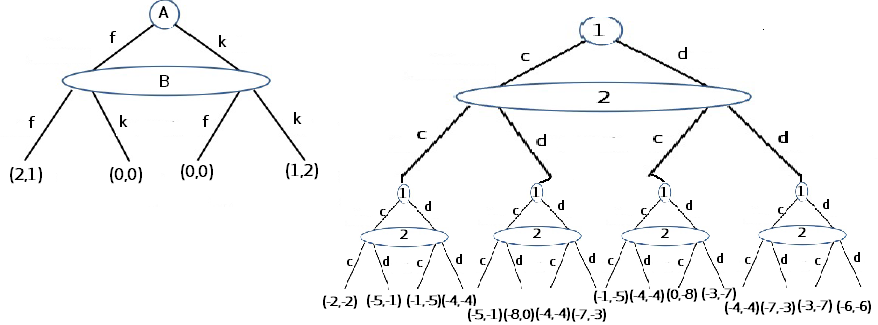 A
f k
B
f k f k
(2,1) (0,0) (0,0) (1,2)
1
c d
2
c d c d
1 1 1 1
c d c d c d c d
2 2 2 2
c d c d c d c d c d c d c d c d
(-2,-2) (-5,-1) (-1,-5) (-4,-4) (-5,-1) (-8,0) (-4,-4) (-7,-3) (-1,-5) (-4,-4) (0,-8) (-3,-7) (-4,-4) (-7,-3) (-3,-7) (-6,-6)